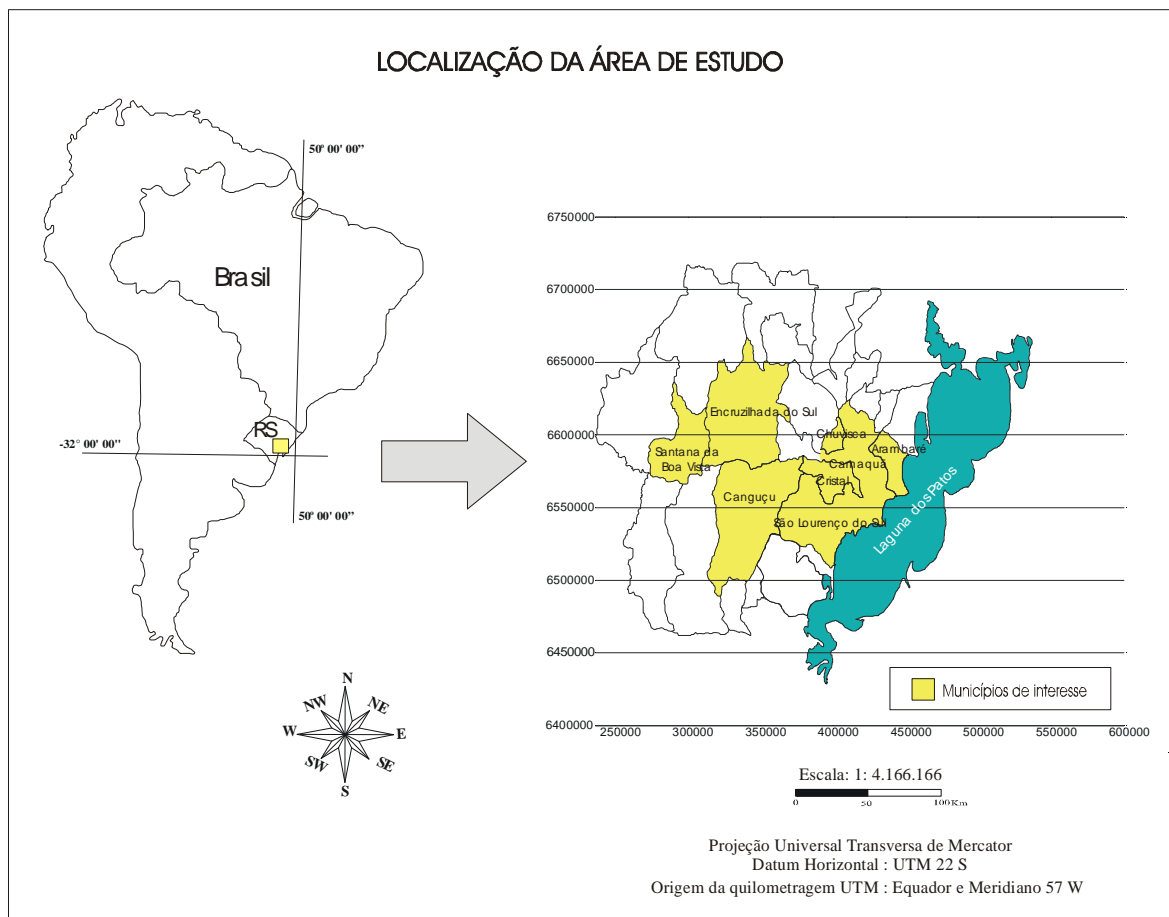 LOCALIZAÇÃO DA ÁREA DE ESTUDO
50° 00' 00”
Brasil
RS
-32° 00' 00”
50° 00' 00”
6750000
6700000
6650000
6600000
6550000
6500000
6450000
6400000
250000 300000 350000 400000 450000 500000 550000 600000
Encruzilhada do Sul
Chuvisca
Arambaré
Santana da
Boa Vista
Camaquã
Cristal
Canguçu
São Lourenço do Sul
Laguna dos Patos
Municípios de interesse
N
NW NE
W E
SW SE
S
Escala: 1: 4.166.166
0 50 100 Km
Projeção Universal Transversa de Mercator
Datum Horizontal : UTM 22 S
Origem da quilometragem UTM : Equador e Meridiano 57 W